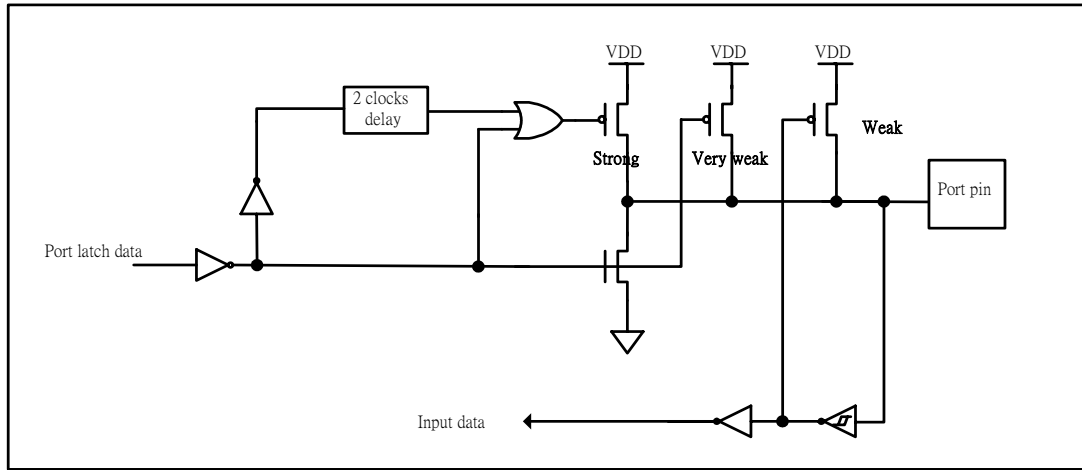 VDD
VDD
VDD
2 clocks
delay
Weak
Strong
Very weak
Port pin
Port latch data
Input data